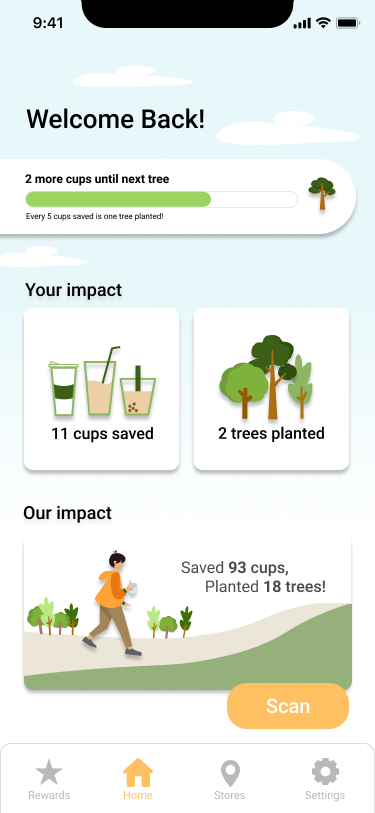 9:41
Welcome Back!
2 more cups until next tree
Every 5 cups saved is one tree planted!
Your impact
11 cups saved
2 trees planted
Our impact
Saved 93 cups,
Planted 18 trees!
Scan
Rewards
Home
Stores
Settings